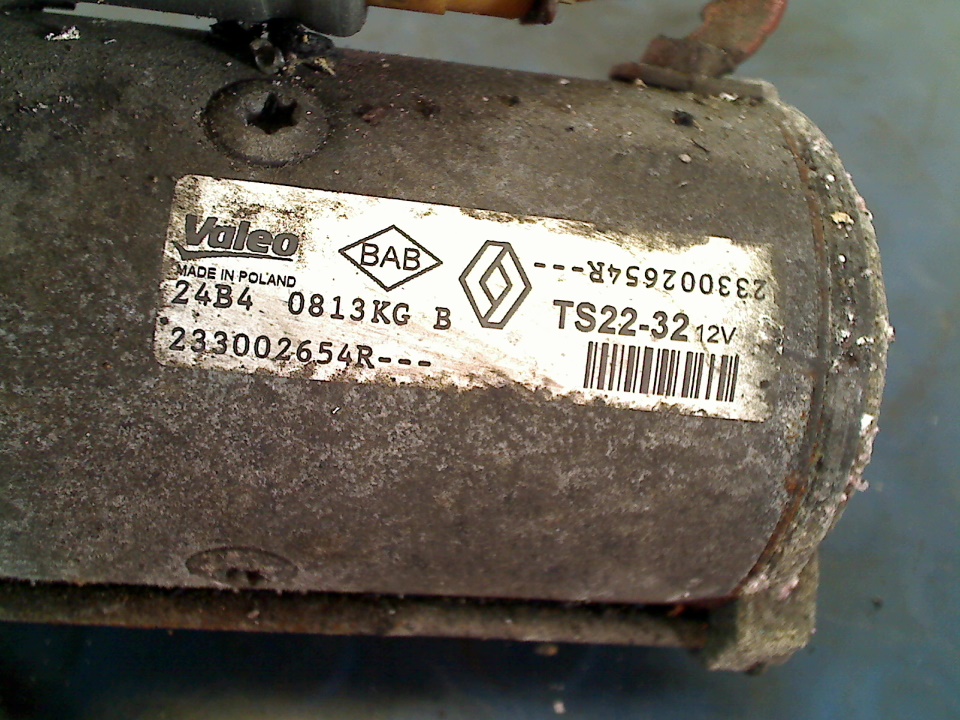 Valeo
MADE IN POLAND
24B4 0813KG B
233002654R---
BAB
233002654R---
TS22-32 12V